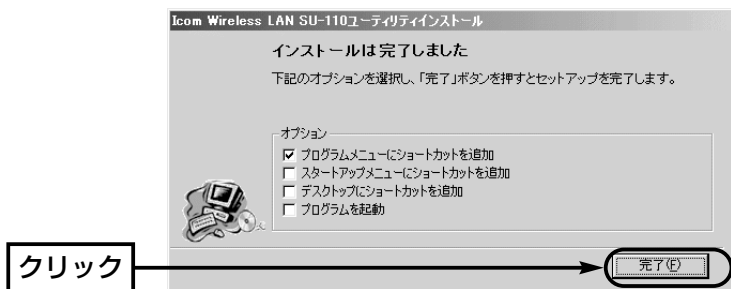 Icom Wireless LAN SU-110ユーティリティインストール
インストールは完了しました
下記のオプションを選択し、「完了」ボタンを押すとセットアップを完了します。
オプション
プログラムメニューにショートカットを追加
スタートアップメニューにショートカットを追加
デスクトップにショートカットを追加
プログラムを起動
クリック
完了(F)